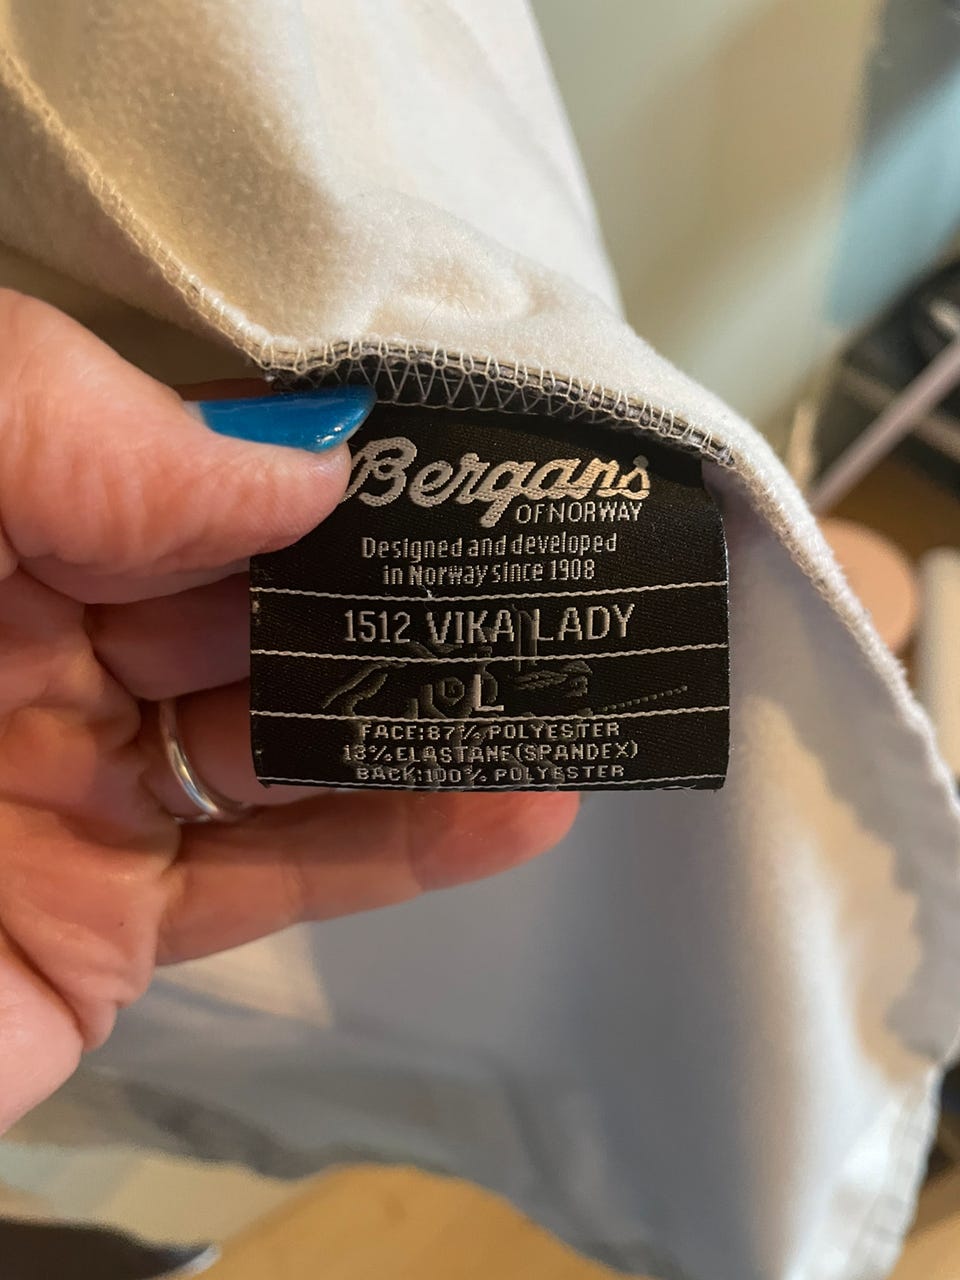 Bergans
OF NORWAY
Designed and developed
in Norway since 1908
1512 VIKA LADY
L
FACE:87% POLYESTER
13%ELASTANE(SPANDEX)
BACK:100% POLYESTER